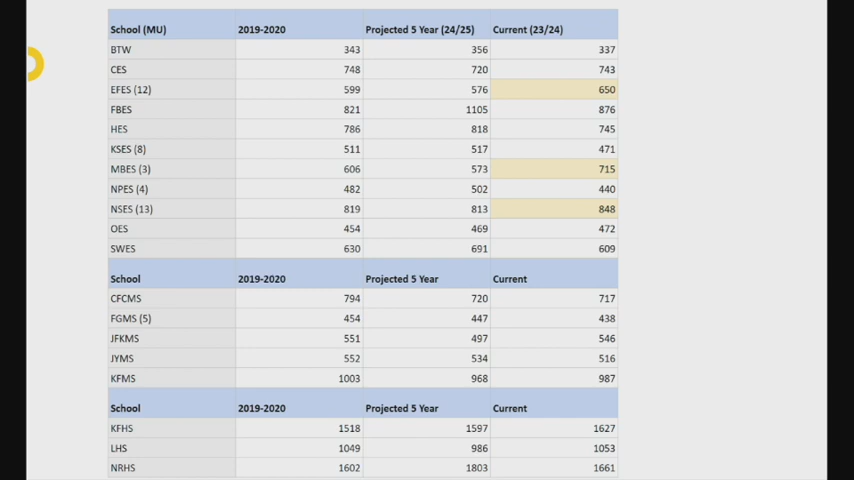 School (MU) 2019-2020 Projected 5 Year (24/25) Current (23/24)
BTW 343 356 337
CES 748 720 743
EFES (12) 599 576 650
FBES 821 1105 876
HES 786 818 745
KSES (8) 511 517 471
MBES (3) 606 573 715
NPES (4) 482 502 440
NSES (13) 819 813 848
OES 454 469 472
SWES 630 691 609
School 2019-2020 Projected 5 Year Current
CFCMS 794 720 717
FGMS (5) 454 447 438
JFKMS 551 497 546
JYMS 552 534 516
KFMS 1003 968 987
School 2019-2020 Projected 5 Year Current
KFHS 1518 1597 1627
LHS 1049 986 1053
NRHS 1602 1803 1661